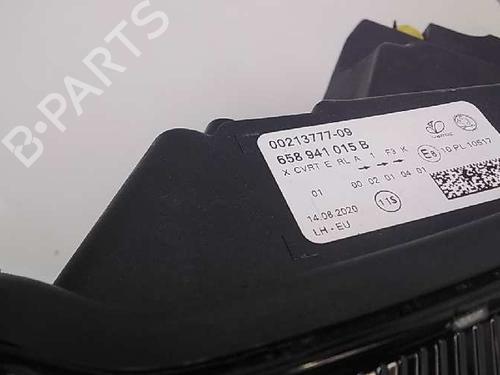 B-PARTS
00213777-09
658 941 015 B
X CVRT E RL A 1 F3 K
10 PL 10517
01 00 02 01 04 01
14.08.2020
11S
LH-EU